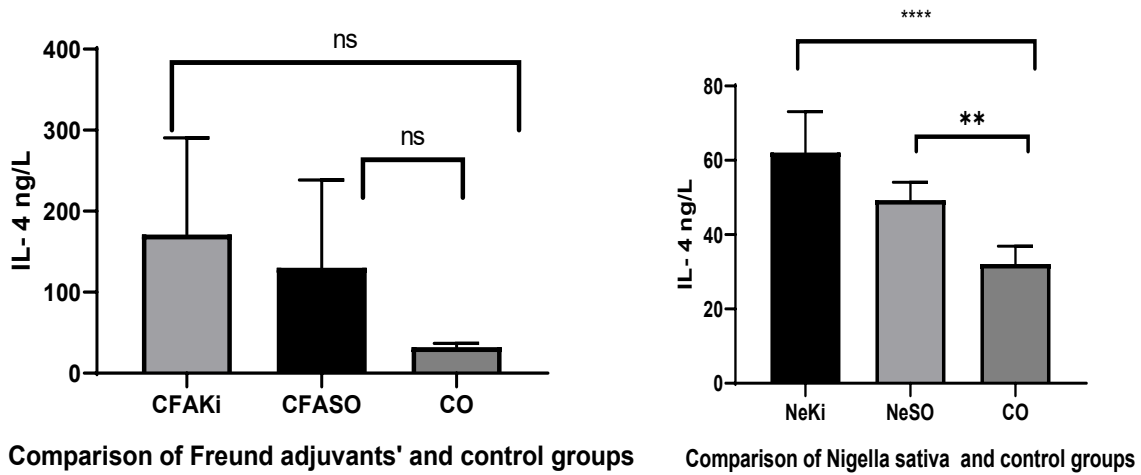 ns
400
300
200
100
0
IL- 4 ng/L
ns
CFAKi CFASO CO
Comparison of Freund adjuvants' and control groups
****
80
60
40
20
0
IL- 4 ng/L
**
NeKi NeSO CO
Comparison of Nigella sativa and control groups